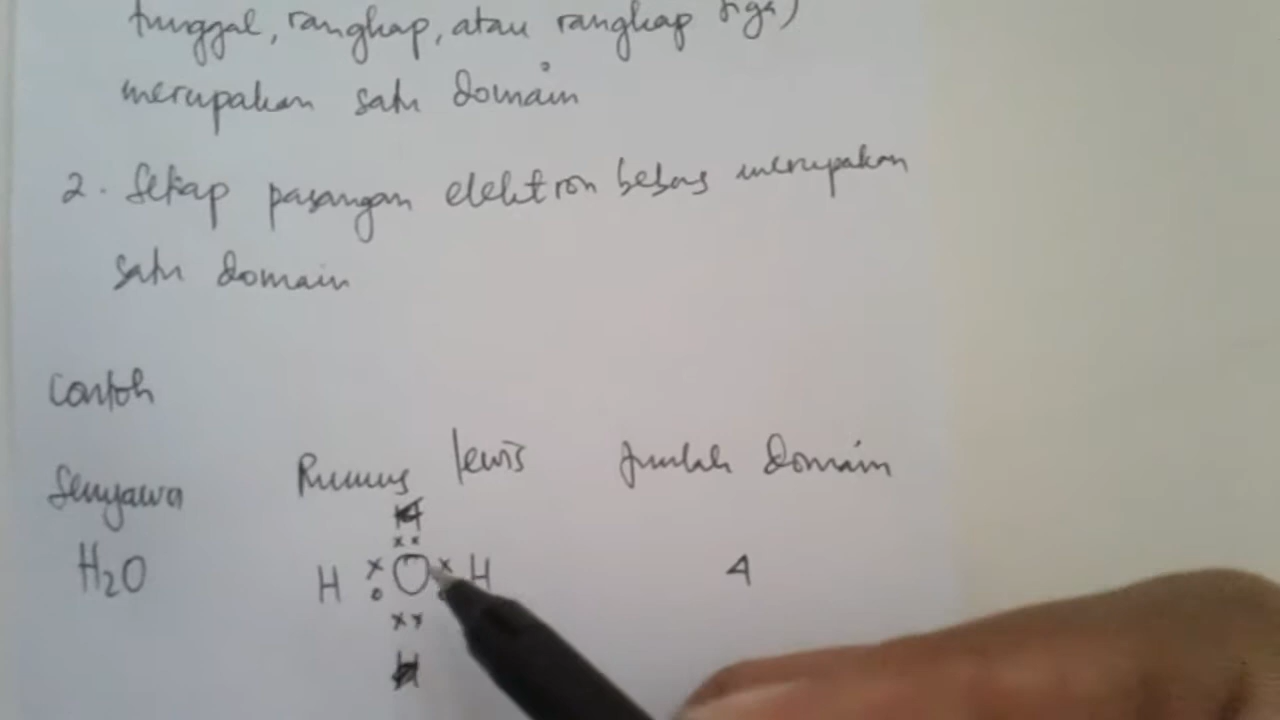 tunggal, rangkap, atau rangkap tiga)
merupakan satu domain
2. Setiap pasangan elektron bebas merupakan
satu domain
Contoh
Senyawa Rumus lewis Jumlah domain
H₂O H O H 4